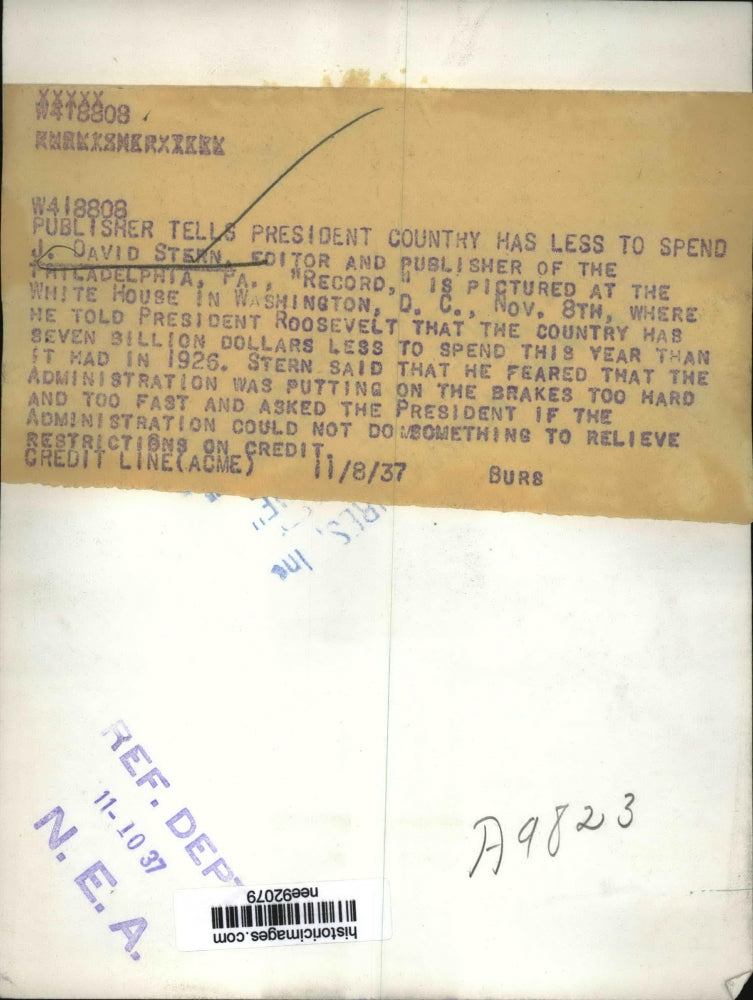 XXXXX
W418808
W418808
PUBLISHER TELLS PRESIDENT COUNTRY HAS LESS TO SPEND
J. DAVID STERN, EDITOR AND PUBLISHER OF THE
PHILADELPHIA, PA., "RECORD," IS PICTURED AT THE
WHITE HOUSE IN WASHINGTON, D. C., NOV. 8TH, WHERE
HE TOLD PRESIDENT ROOSEVELT THAT THE COUNTRY HAS
SEVEN BILLION DOLLARS LESS TO SPEND THIS YEAR THAN
IT HAD IN 1926. STERN SAID THAT HE FEARED THAT THE
ADMINISTRATION WAS PUTTING ON THE BRAKES TOO HARD
AND TOO FAST AND ASKED THE PRESIDENT IF THE
ADMINISTRATION COULD NOT DO SOMETHING TO RELIEVE
RESTRICTIONS ON CREDIT.
CREDIT LINE (ACME) 11/8/37 BURS
Inc
REF. DEPT
11-10 37
N. E. A.
A9823
historicimages.com
nee92079